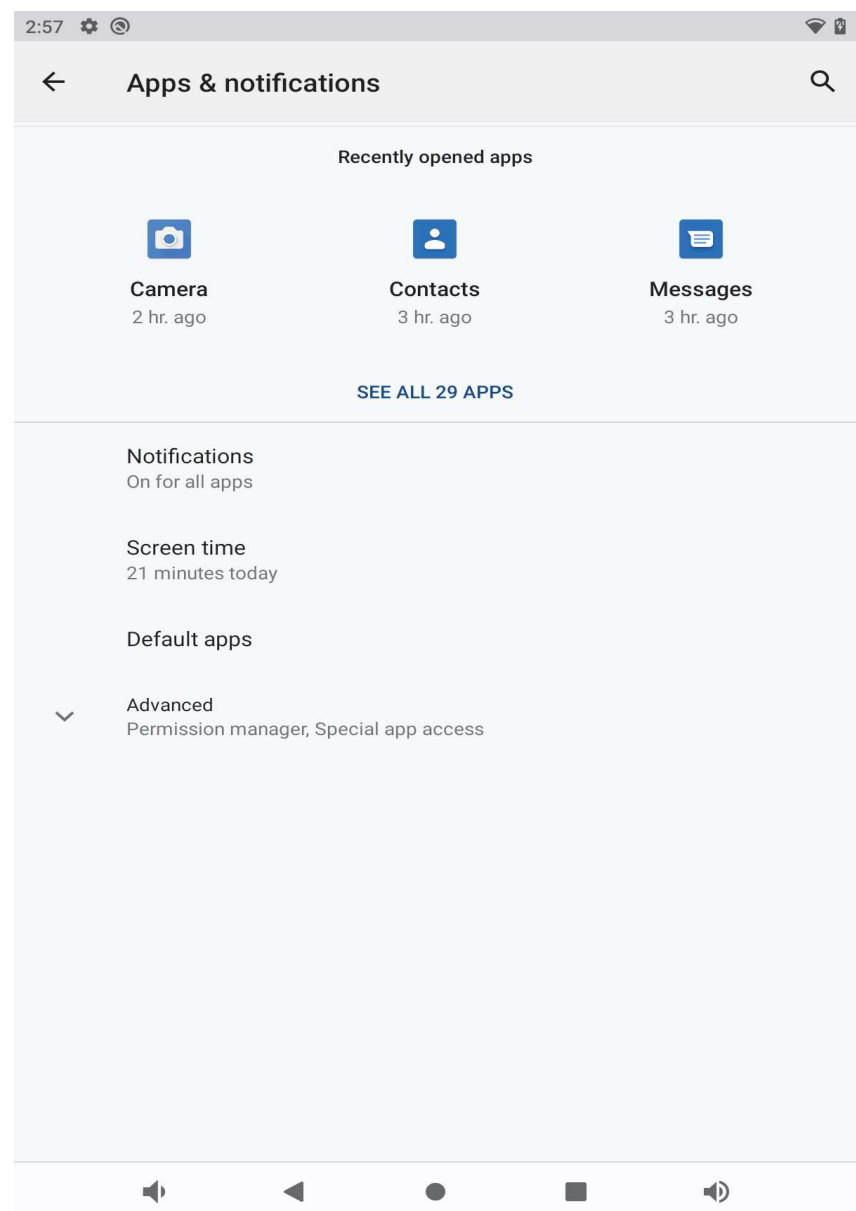 2:57
Apps & notifications
Recently opened apps
Camera
2 hr. ago
Contacts
3 hr. ago
Messages
3 hr. ago
SEE ALL 29 APPS
Notifications
On for all apps
Screen time
21 minutes today
Default apps
Advanced
Permission manager, Special app access